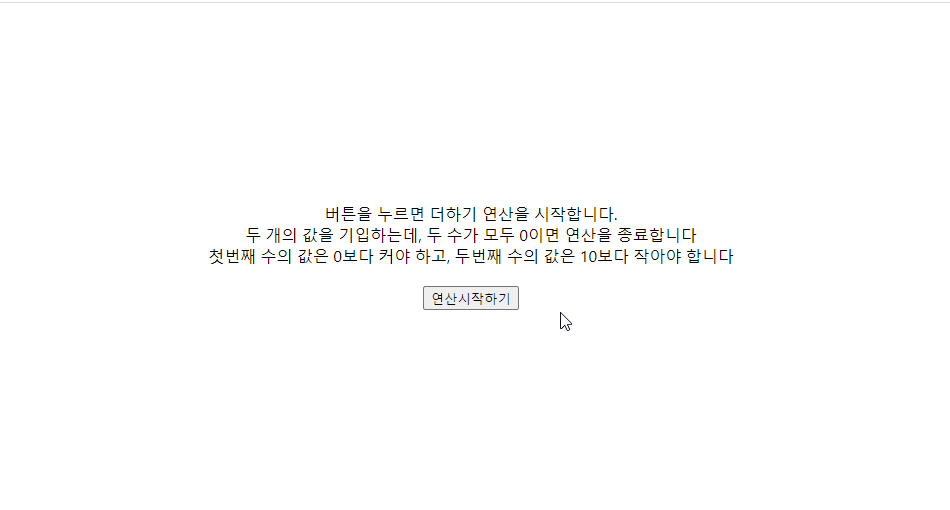 버튼을 누르면 더하기 연산을 시작합니다.
두 개의 값을 기입하는데, 두 수가 모두 0이면 연산을 종료합니다
첫번째 수의 값은 0보다 커야 하고, 두번째 수의 값은 10보다 작아야 합니다
연산시작하기